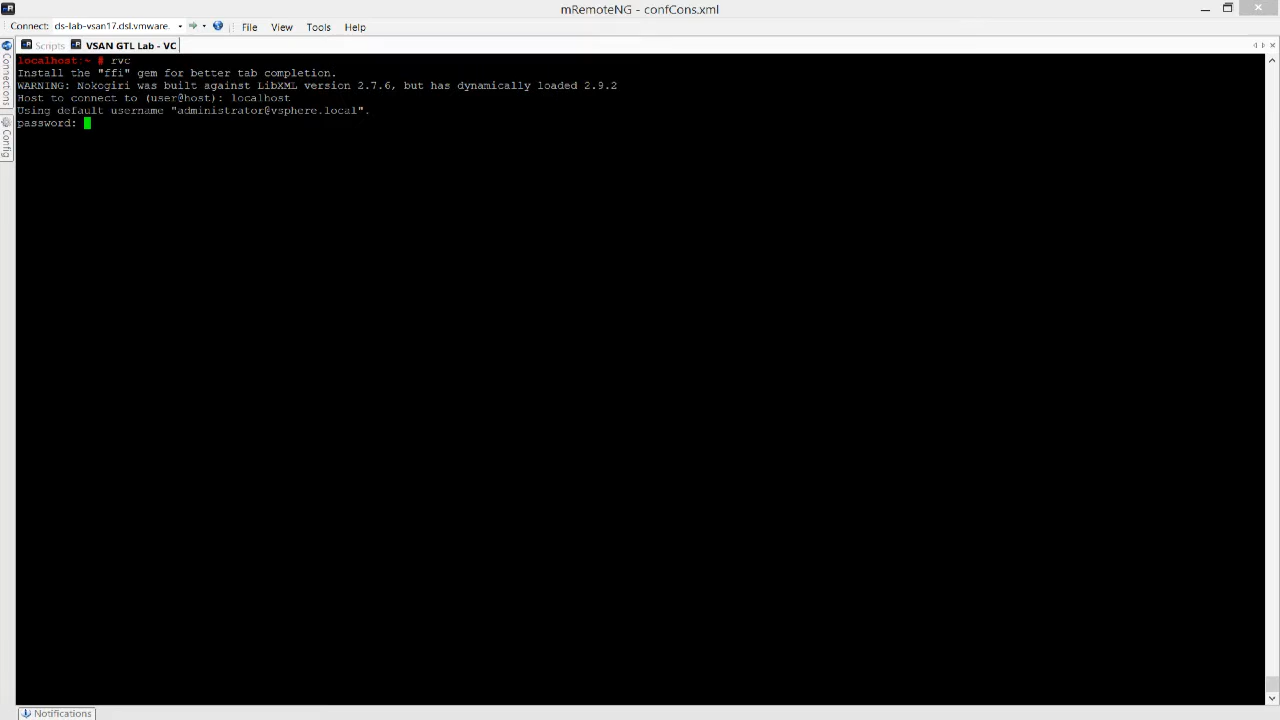 mRemoteNG - confCons.xml
Connect: ds-lab-vsan17.dsl.vmware. File View Tools Help
Scripts VSAN GTL Lab - VC
Connections
Config
localhost:~ # rvc
Install the "ffi" gem for better tab completion.
WARNING: Nokogiri was built against LibXML version 2.7.6, but has dynamically loaded 2.9.2
Host to connect to (user@host): localhost
Using default username "administrator@vsphere.local".
password:
Notifications